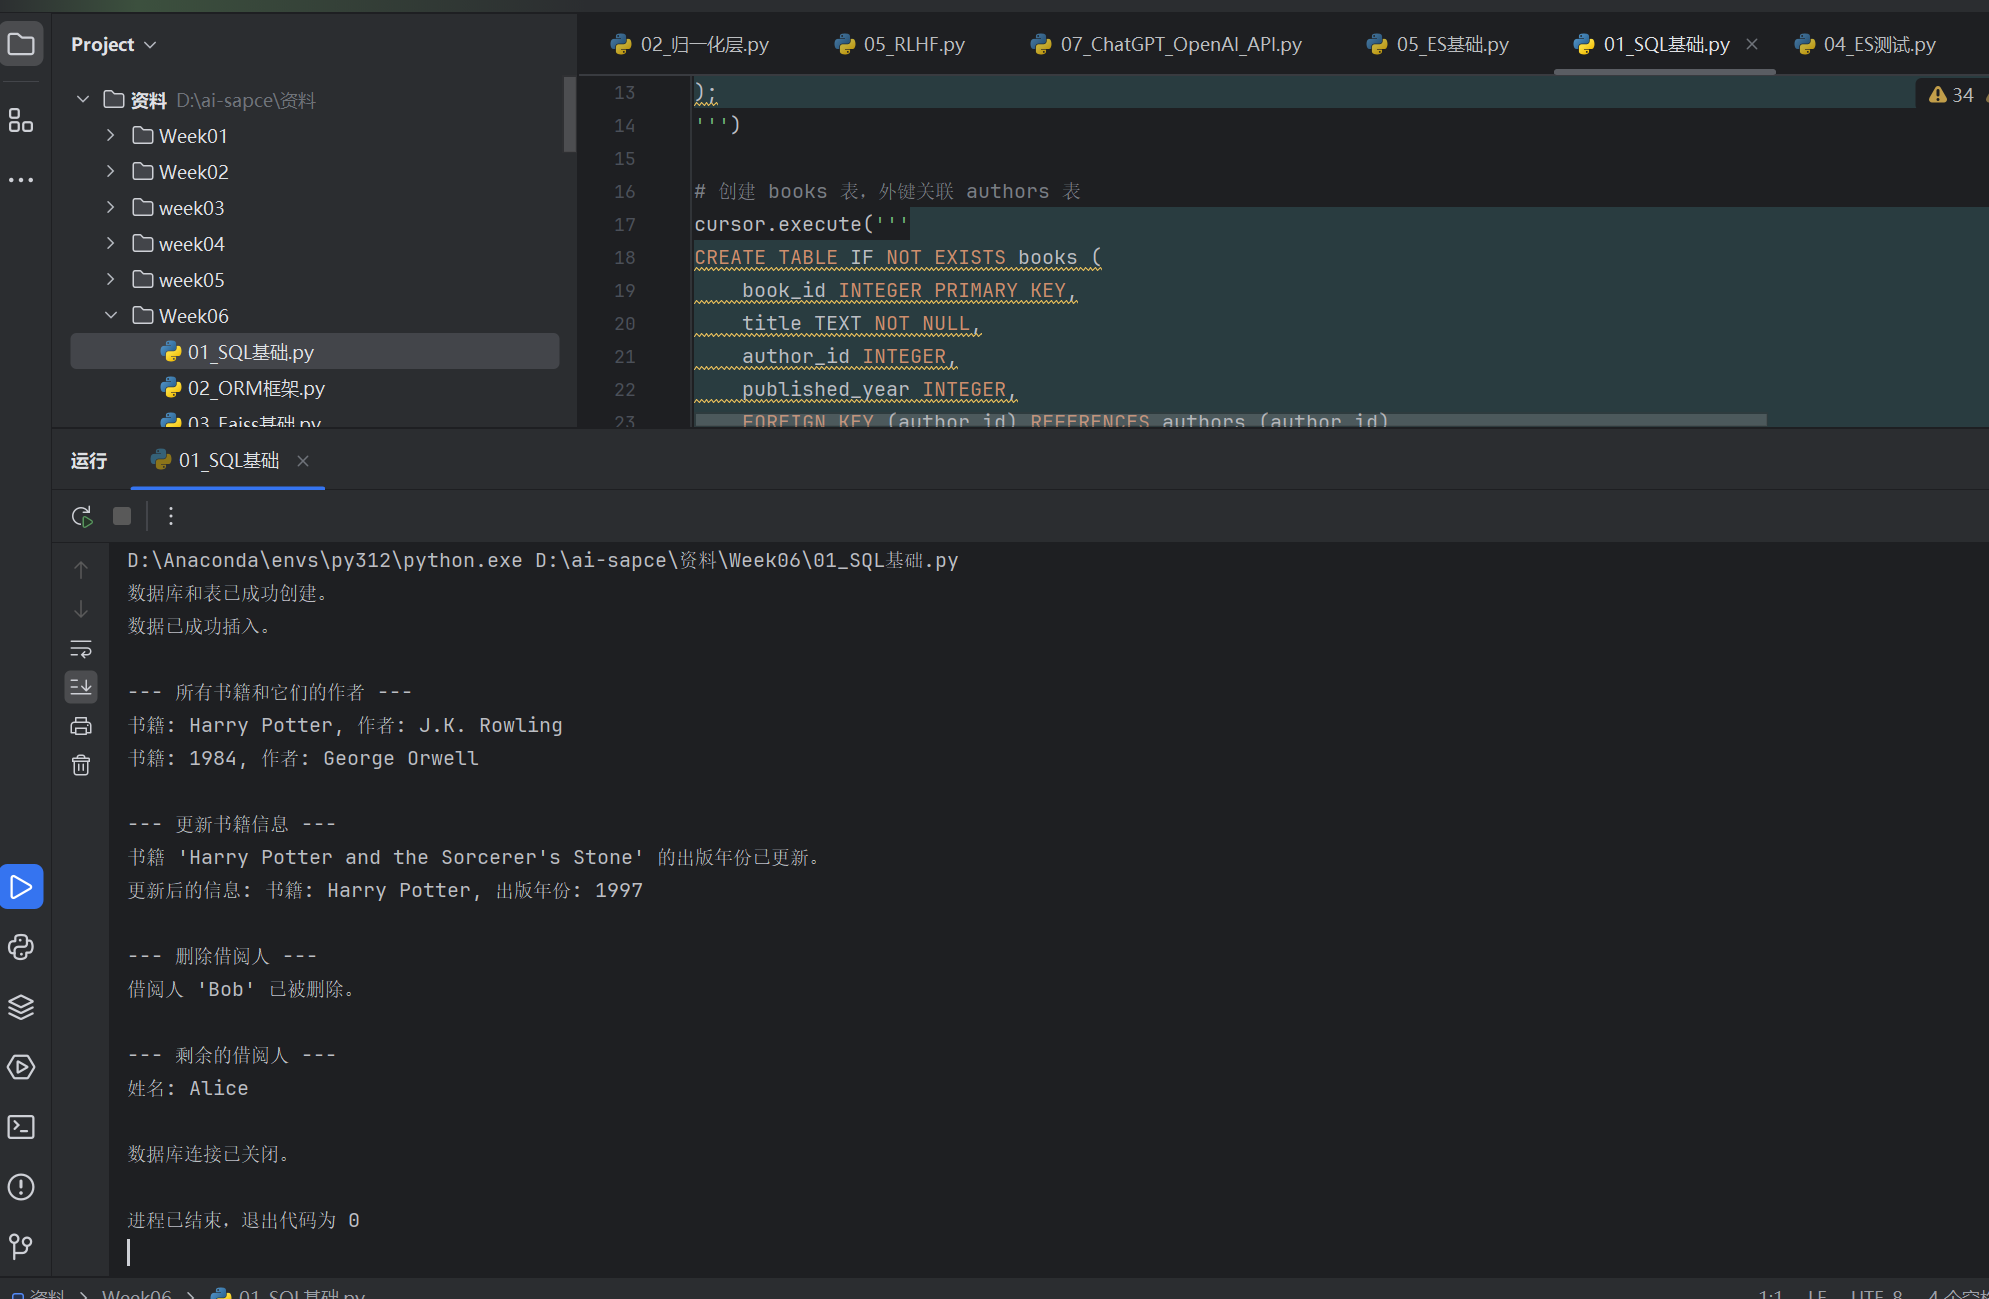 Project
02_归一化层.py
05_RLHF.py
07_ChatGPT_OpenAI_API.py
05_ES基础.py
01_SQL基础.py
04_ES测试.py
资料 D:\ai-sapce\资料
Week01
Week02
week03
week04
week05
Week06
01_SQL基础.py
02_ORM框架.py
03_Faiss基础.py
34
13 );
14 ''')
15
16 # 创建 books 表，外键关联 authors 表
17 cursor.execute('''
18 CREATE TABLE IF NOT EXISTS books (
19 book_id INTEGER PRIMARY KEY,
20 title TEXT NOT NULL,
21 author_id INTEGER,
22 published_year INTEGER,
23 FOREIGN KEY (author_id) REFERENCES authors (author_id)
运行 01_SQL基础
D:\Anaconda\envs\py312\python.exe D:\ai-sapce\资料\Week06\01_SQL基础.py
数据库和表已成功创建。
数据已成功插入。
--- 所有书籍和它们的作者 ---
书籍: Harry Potter, 作者: J.K. Rowling
书籍: 1984, 作者: George Orwell
--- 更新书籍信息 ---
书籍 'Harry Potter and the Sorcerer's Stone' 的出版年份已更新。
更新后的信息: 书籍: Harry Potter, 出版年份: 1997
--- 删除借阅人 ---
借阅人 'Bob' 已被删除。
--- 剩余的借阅人 ---
姓名: Alice
数据库连接已关闭。
进程已结束，退出代码为 0
资料 Week06 01_SQL基础.py
1:1 LF UTF-8 4 个空格